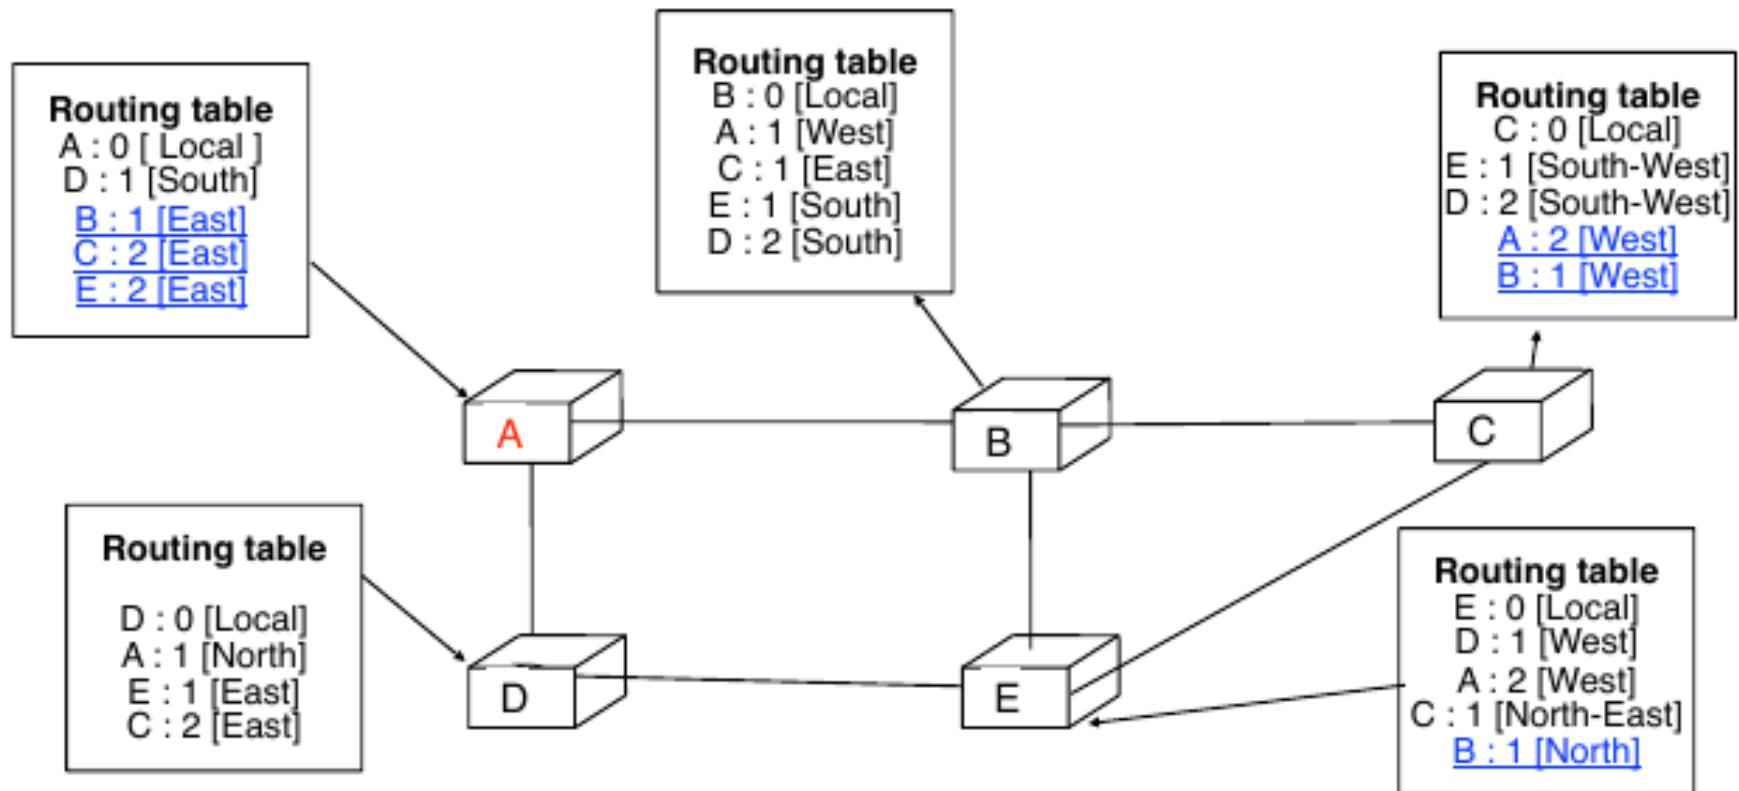 Routing table
A : 0 [ Local ]
D : 1 [South]
B : 1 [East]
C : 2 [East]
E : 2 [East]
Routing table
B : 0 [Local]
A : 1 [West]
C : 1 [East]
E : 1 [South]
D : 2 [South]
Routing table
C : 0 [Local]
E : 1 [South-West]
D : 2 [South-West]
A : 2 [West]
B : 1 [West]
A
B
C
Routing table
D : 0 [Local]
A : 1 [North]
E : 1 [East]
C : 2 [East]
D
E
Routing table
E : 0 [Local]
D : 1 [West]
A : 2 [West]
C : 1 [North-East]
B : 1 [North]